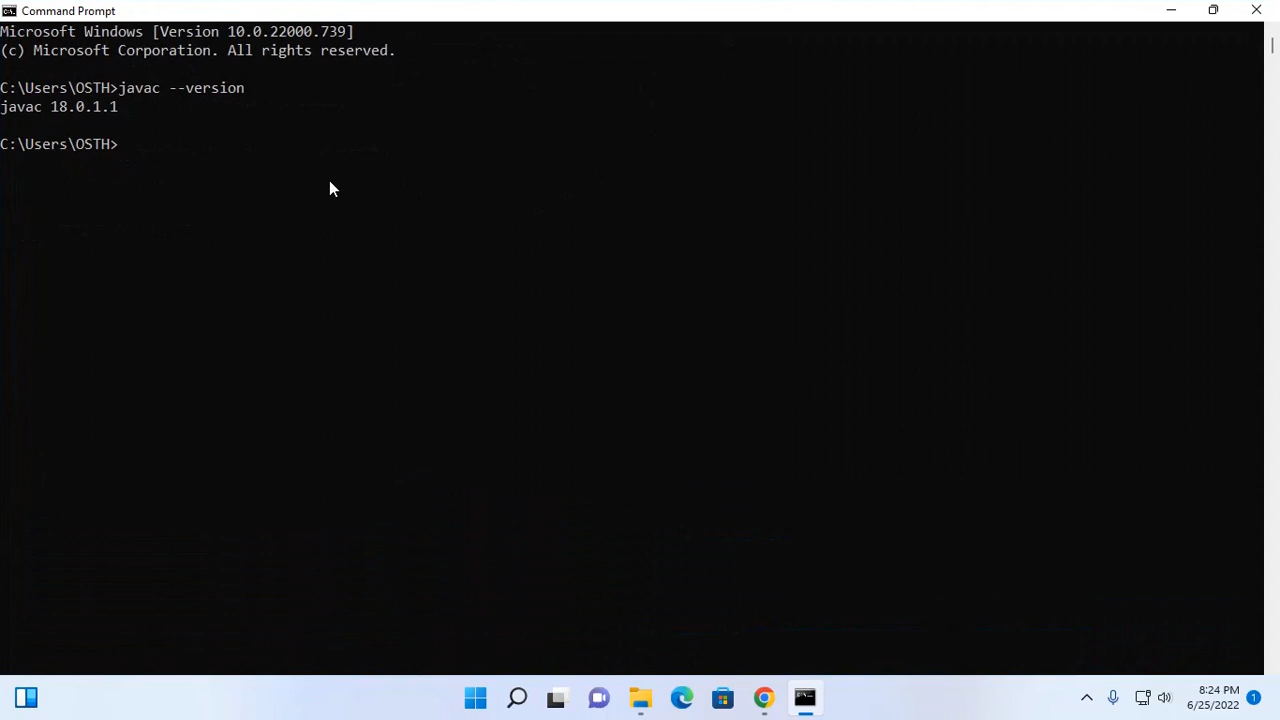 Command Prompt
Microsoft Windows [Version 10.0.22000.739]
(c) Microsoft Corporation. All rights reserved.
C:\Users\OSTH>javac --version
javac 18.0.1.1
C:\Users\OSTH>
8:24 PM
6/25/2022
1